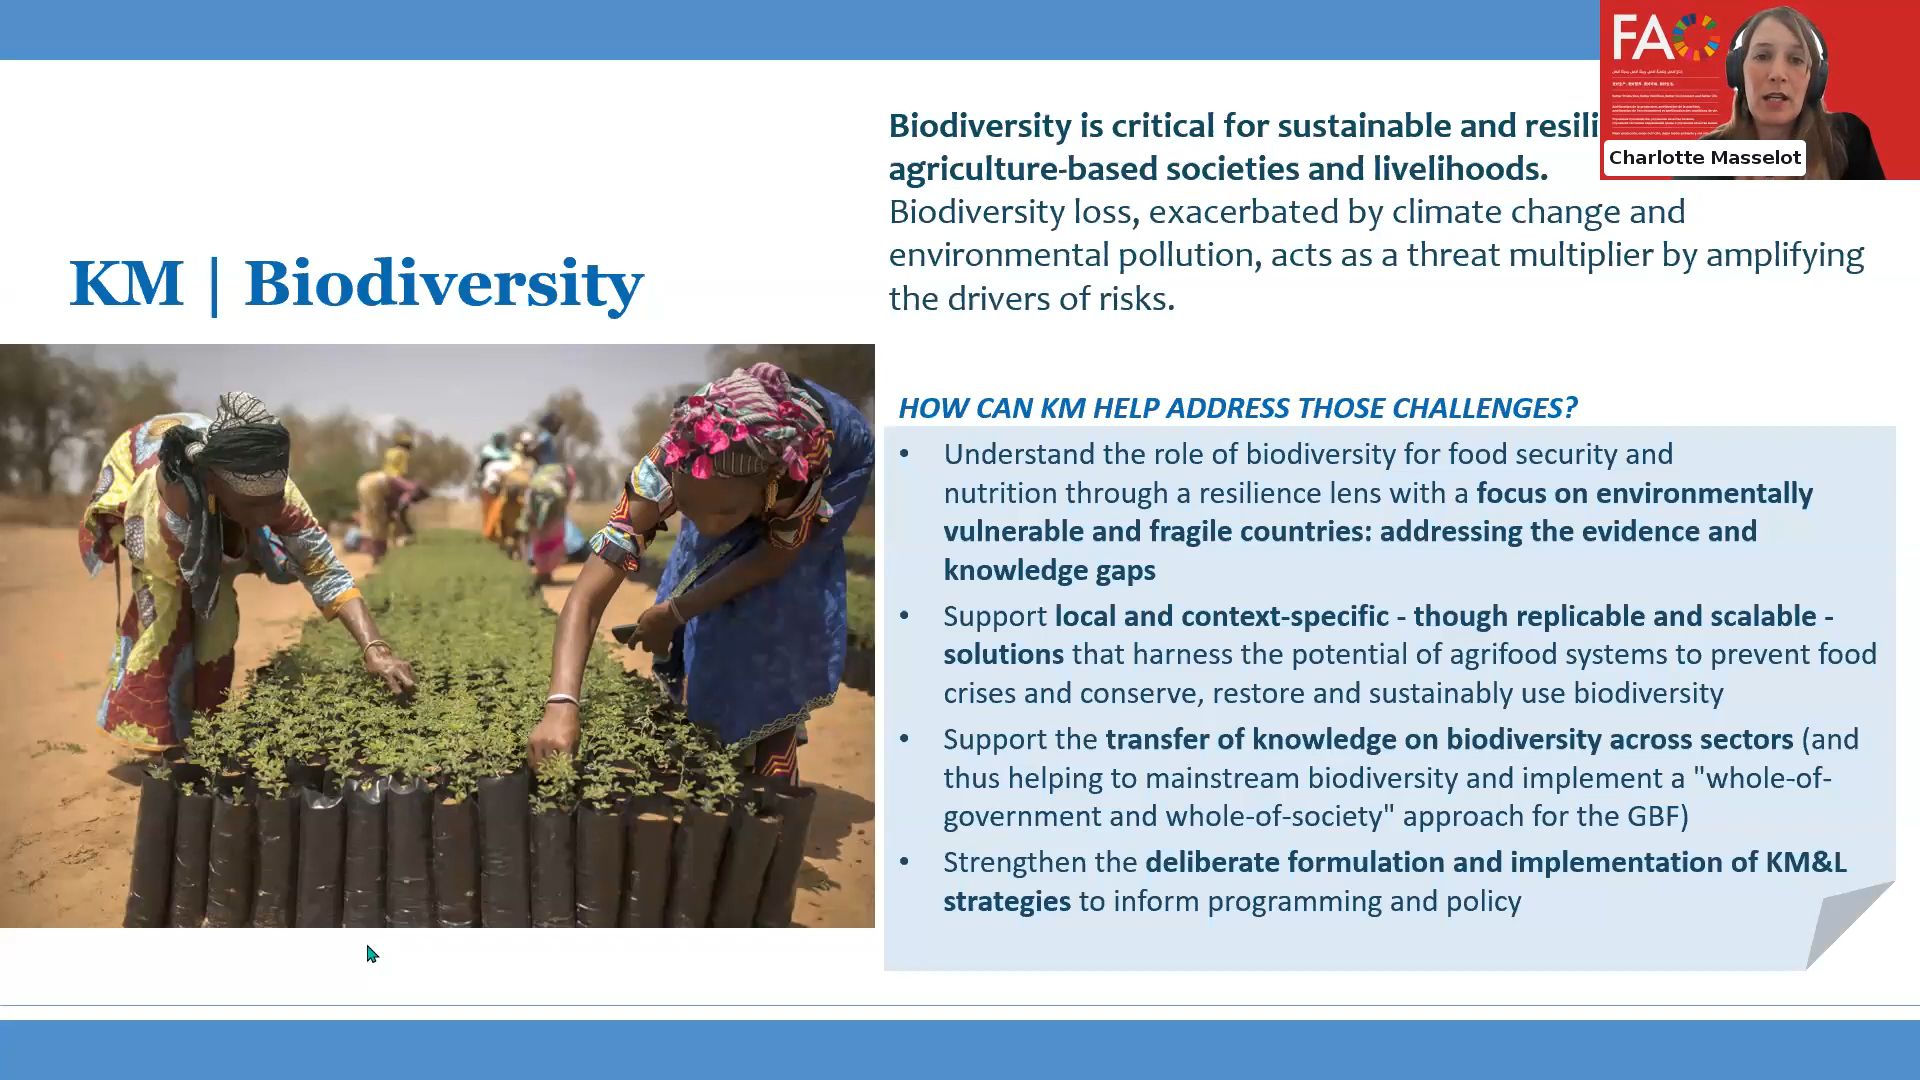 FAO
Charlotte Masselot
Biodiversity is critical for sustainable and resili
agriculture-based societies and livelihoods.
Biodiversity loss, exacerbated by climate change and
environmental pollution, acts as a threat multiplier by amplifying
the drivers of risks.
KM | Biodiversity
HOW CAN KM HELP ADDRESS THOSE CHALLENGES?
• Understand the role of biodiversity for food security and
nutrition through a resilience lens with a focus on environmentally
vulnerable and fragile countries: addressing the evidence and
knowledge gaps
• Support local and context-specific - though replicable and scalable -
solutions that harness the potential of agrifood systems to prevent food
crises and conserve, restore and sustainably use biodiversity
• Support the transfer of knowledge on biodiversity across sectors (and
thus helping to mainstream biodiversity and implement a "whole-of-
government and whole-of-society" approach for the GBF)
• Strengthen the deliberate formulation and implementation of KM&L
strategies to inform programming and policy